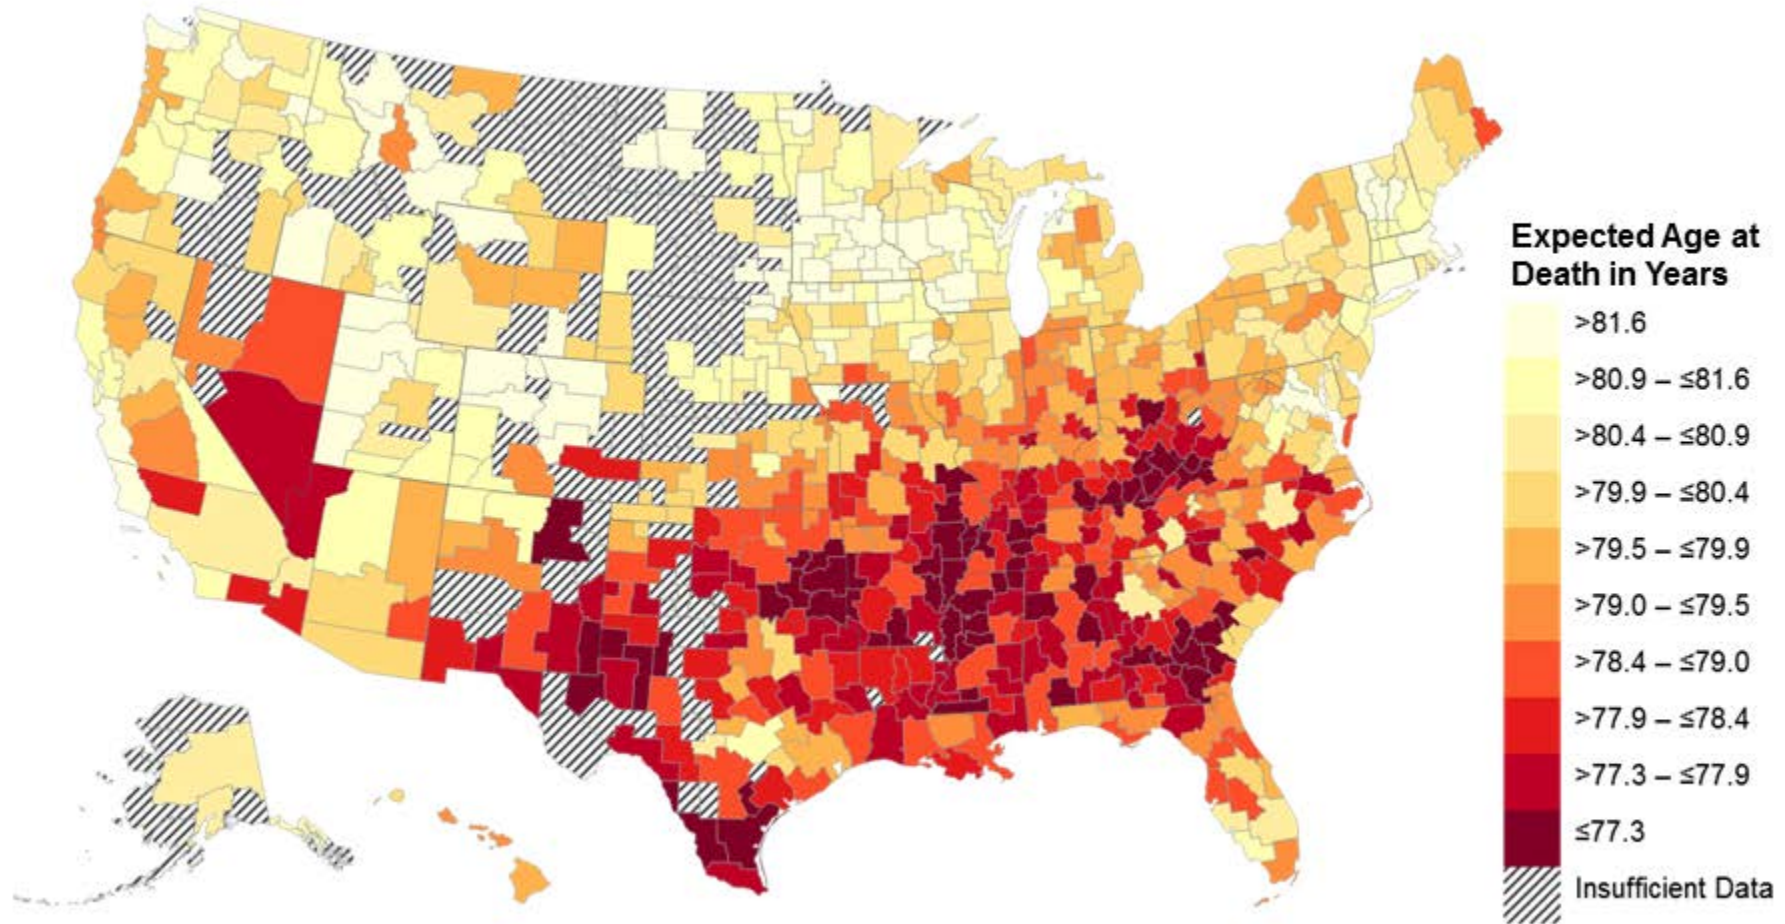 Expected Age at
Death in Years
>81.6
>80.9 – ≤81.6
>80.4 – ≤80.9
>79.9 – ≤80.4
>79.5 – ≤79.9
>79.0 – ≤79.5
>78.4 – ≤79.0
>77.9 – ≤78.4
>77.3 – ≤77.9
≤77.3
Insufficient Data